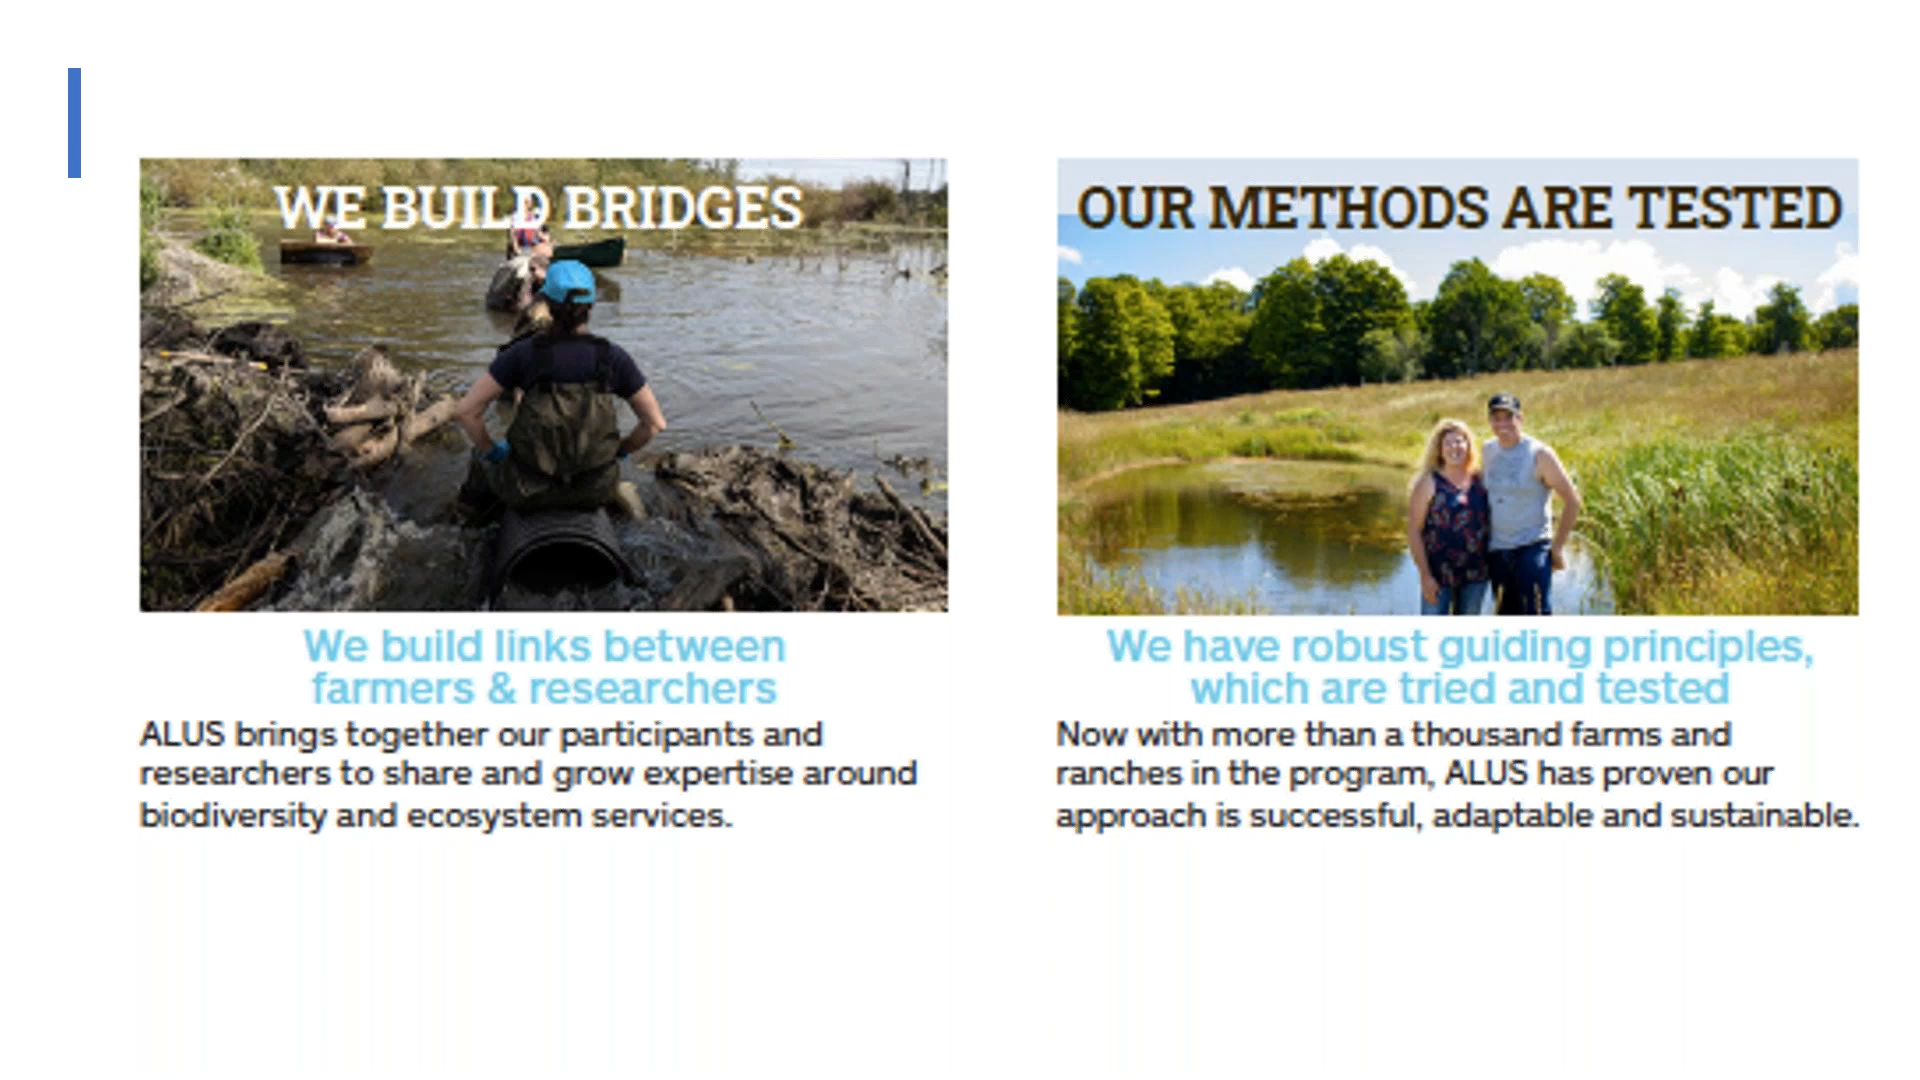 WE BUILD BRIDGES
We build links between
farmers & researchers
ALUS brings together our participants and
researchers to share and grow expertise around
biodiversity and ecosystem services.
OUR METHODS ARE TESTED
We have robust guiding principles,
which are tried and tested
Now with more than a thousand farms and
ranches in the program, ALUS has proven our
approach is successful, adaptable and sustainable.